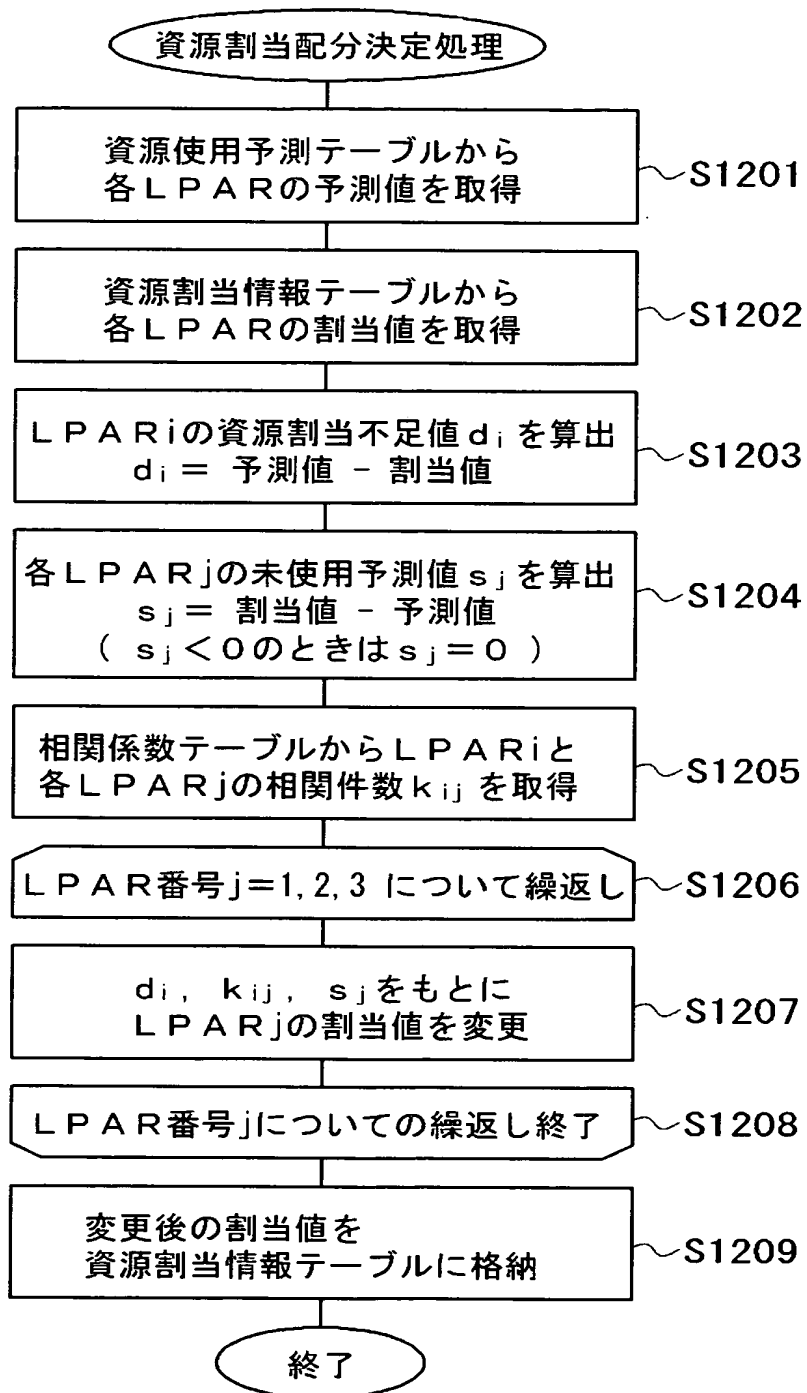 資源割当配分決定処理
資源使用予測テーブルから
各LPARの予測値を取得
S1201
資源割当情報テーブルから
各LPARの割当値を取得
S1202
LPARiの資源割当不足値diを算出
di= 予測値 - 割当値
S1203
各LPARjの未使用予測値sjを算出
sj= 割当値 - 予測値
( sj<0のときはsj=0 )
S1204
相関係数テーブルからLPARiと
各LPARjの相関件数kijを取得
S1205
LPAR番号j=1,2,3 について繰返し
S1206
di, kij, sjをもとに
LPARjの割当値を変更
S1207
LPAR番号jについての繰返し終了
S1208
変更後の割当値を
資源割当情報テーブルに格納
S1209
終了